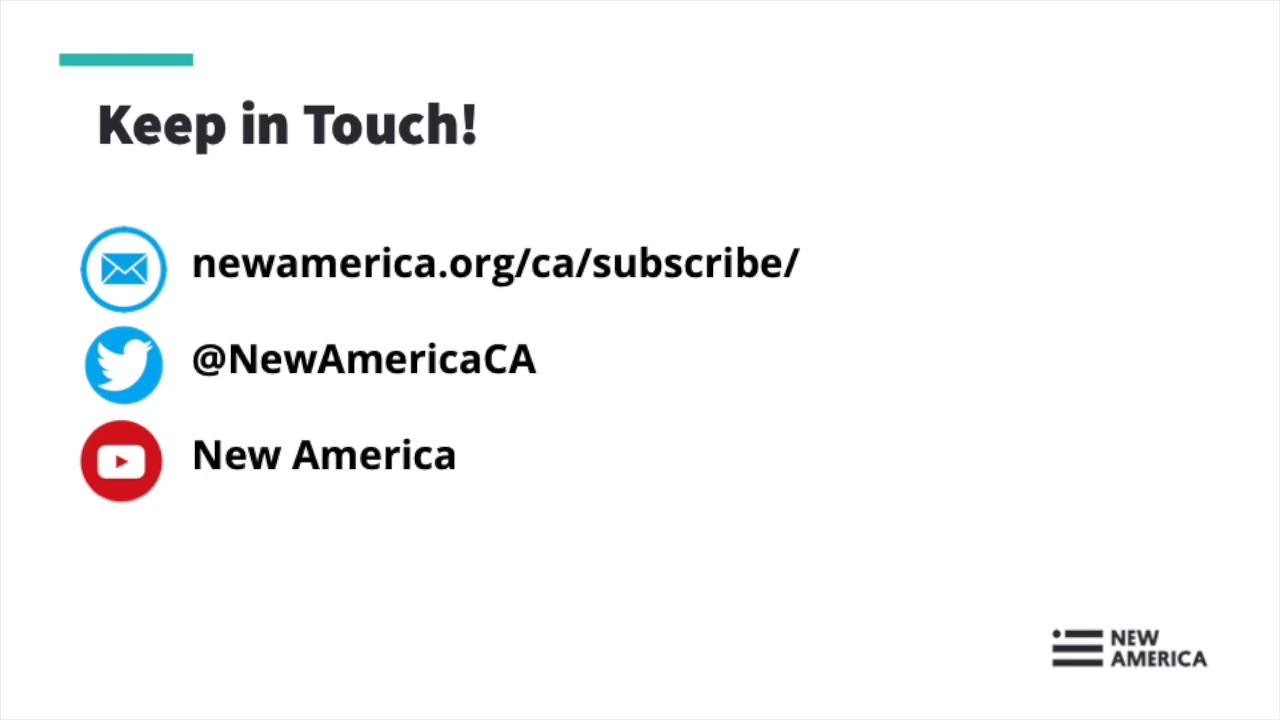 Keep in Touch!
newamerica.org/ca/subscribe/
@NewAmericaCA
New America
NEW
AMERICA